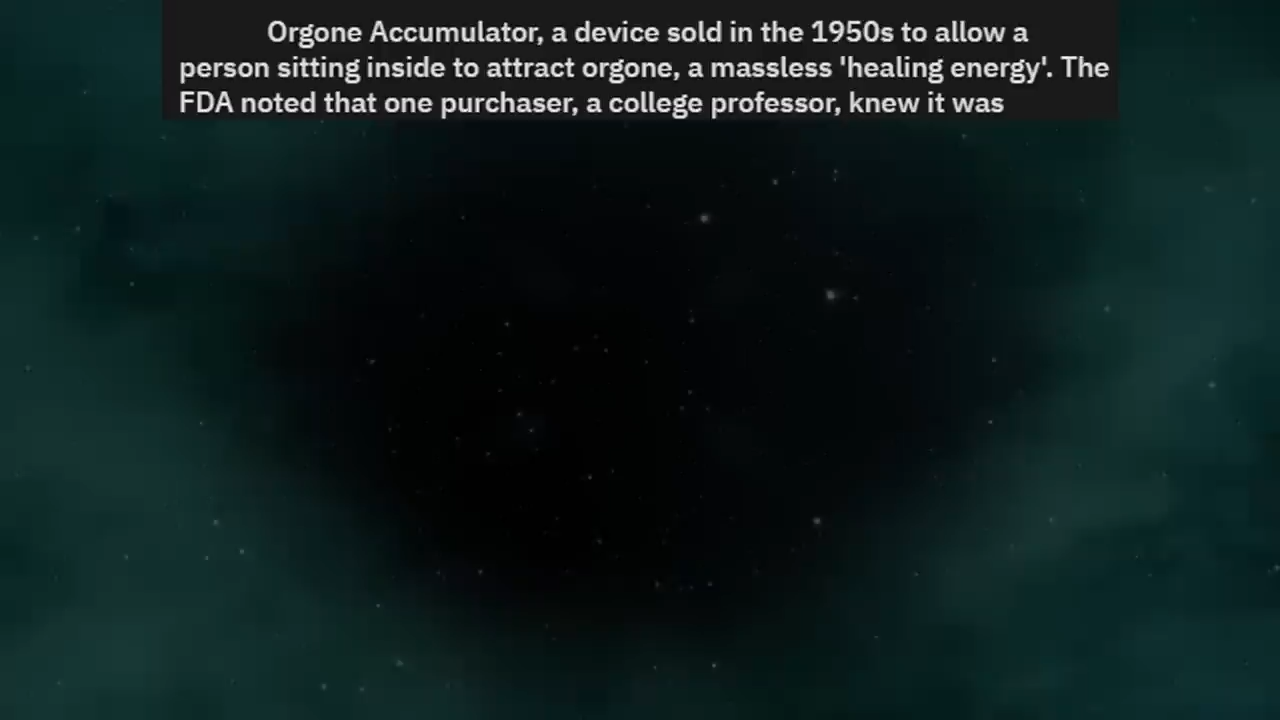 Orgone Accumulator, a device sold in the 1950s to allow a
person sitting inside to attract orgone, a massless 'healing energy'. The
FDA noted that one purchaser, a college professor, knew it was